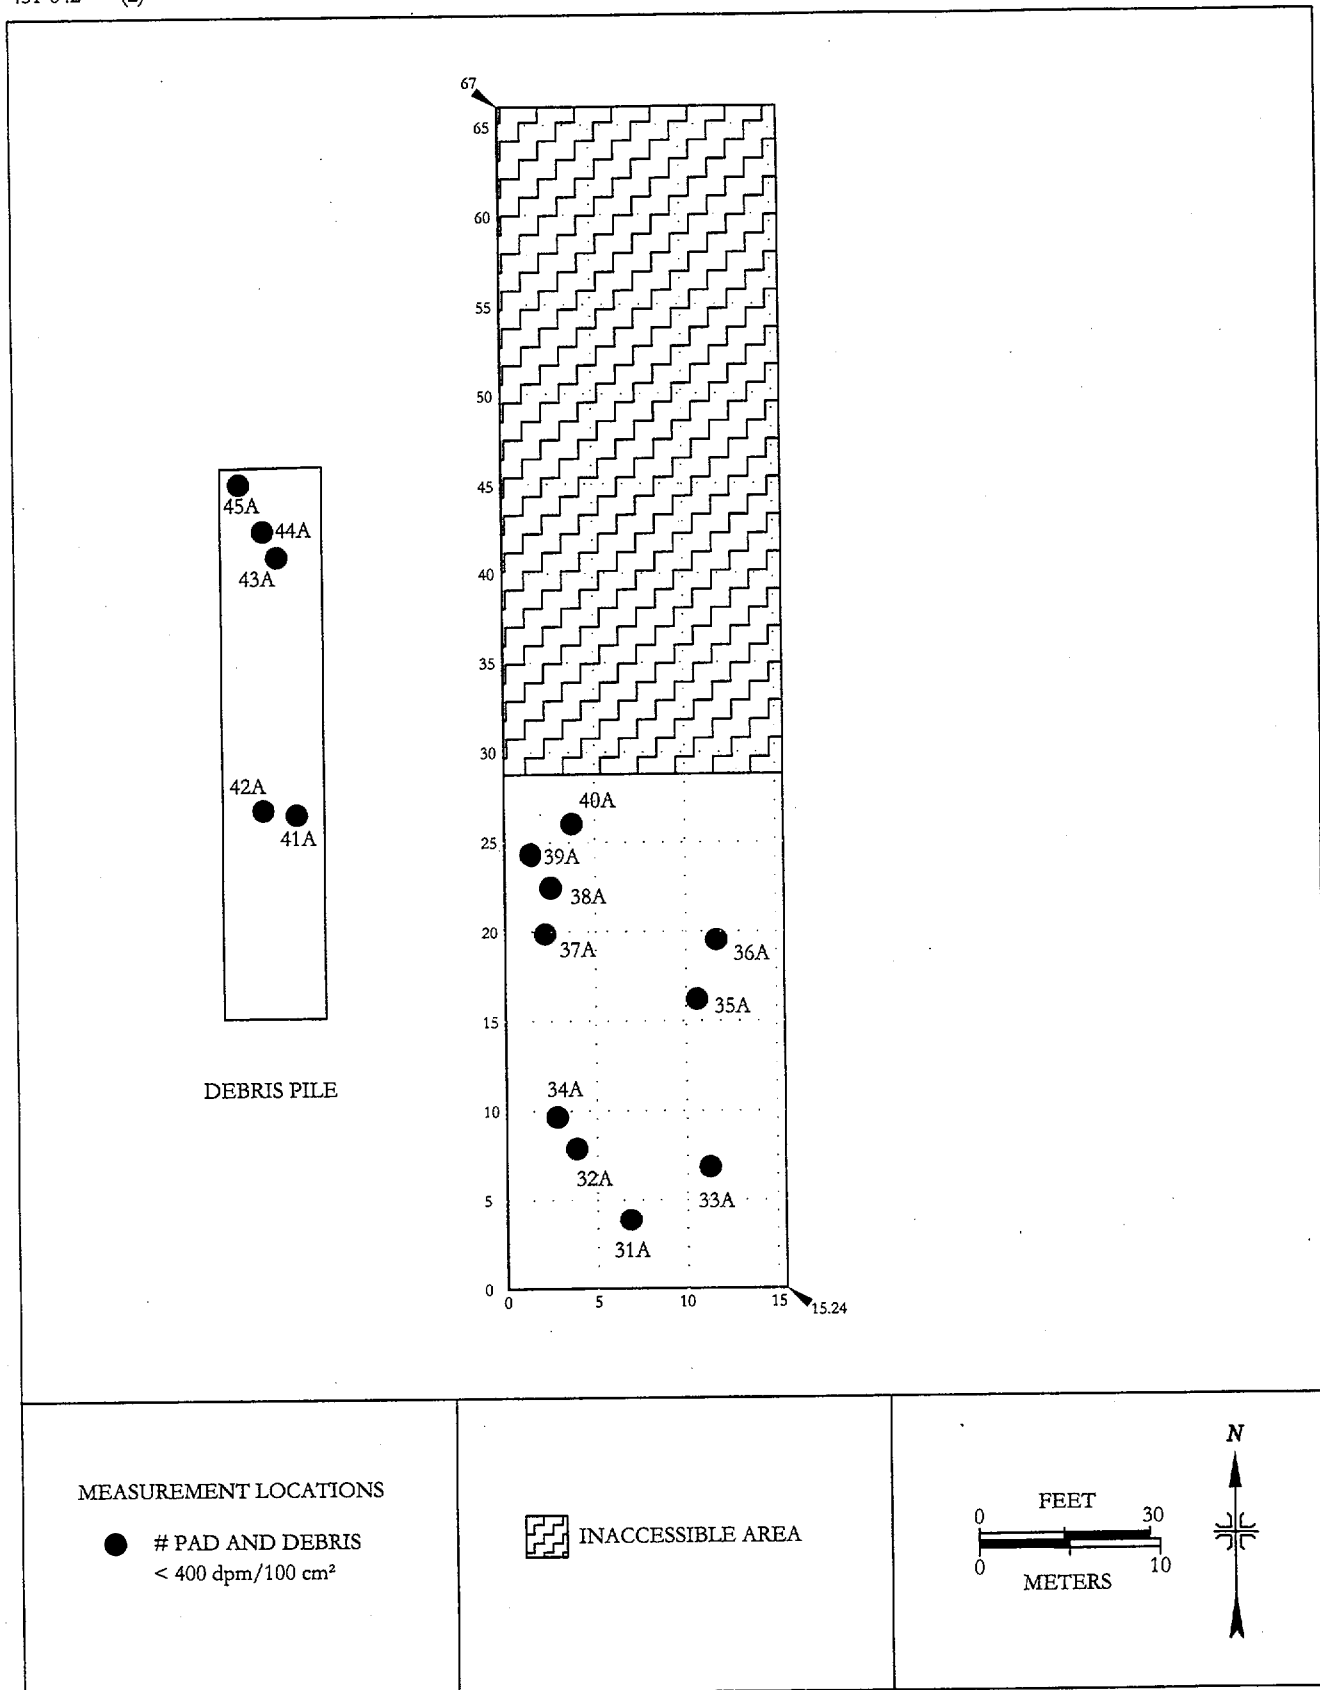 67
65
60
55
50
45
40
35
30
25
20
15
10
5
0
0 5 10 15
15.24
45A
44A
43A
42A
41A
DEBRIS PILE
40A
39A
38A
37A
36A
35A
34A
32A
33A
31A
MEASUREMENT LOCATIONS
# PAD AND DEBRIS
< 400 dpm/100 cm²
INACCESSIBLE AREA
FEET
0 30
0 10
METERS
N